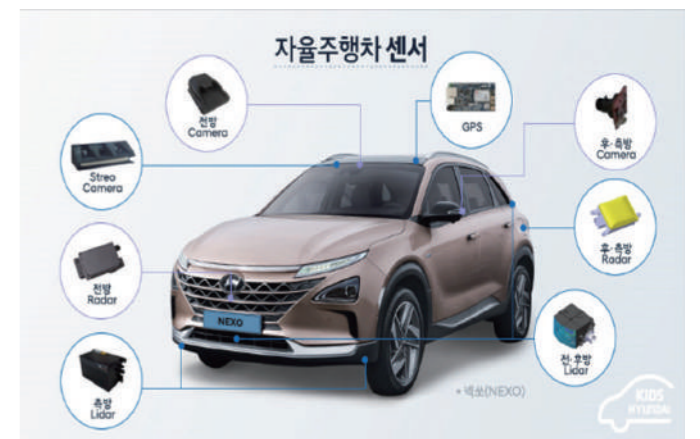 자율주행차 센서
전방
Camera
GPS
후·측방
Camera
Streo
Camera
후·측방
Radar
전방
Radar
NEXO
측방
Lidar
전·후방
Lidar
* 넥쏘(NEXO)
KIDS
HYUNDAI